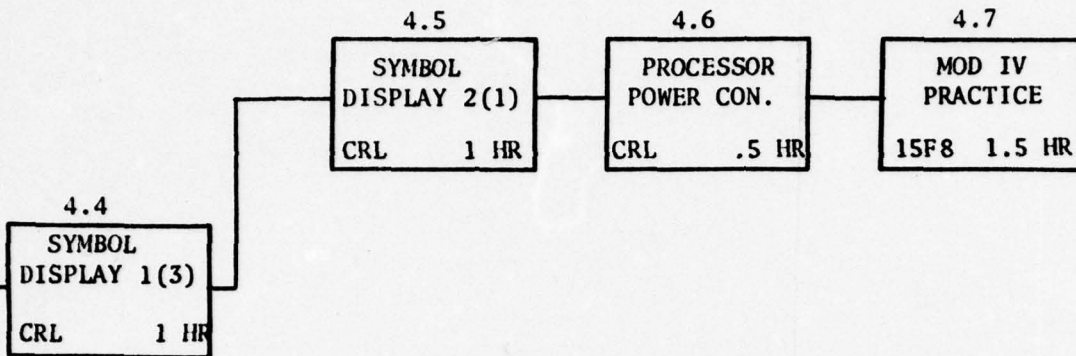 4.5
SYMBOL
DISPLAY 2(1)
CRL 1 HR
4.6
PROCESSOR
POWER CON.
CRL .5 HR
4.7
MOD IV
PRACTICE
15F8 1.5 HR
4.4
SYMBOL
DISPLAY 1(3)
CRL 1 HR